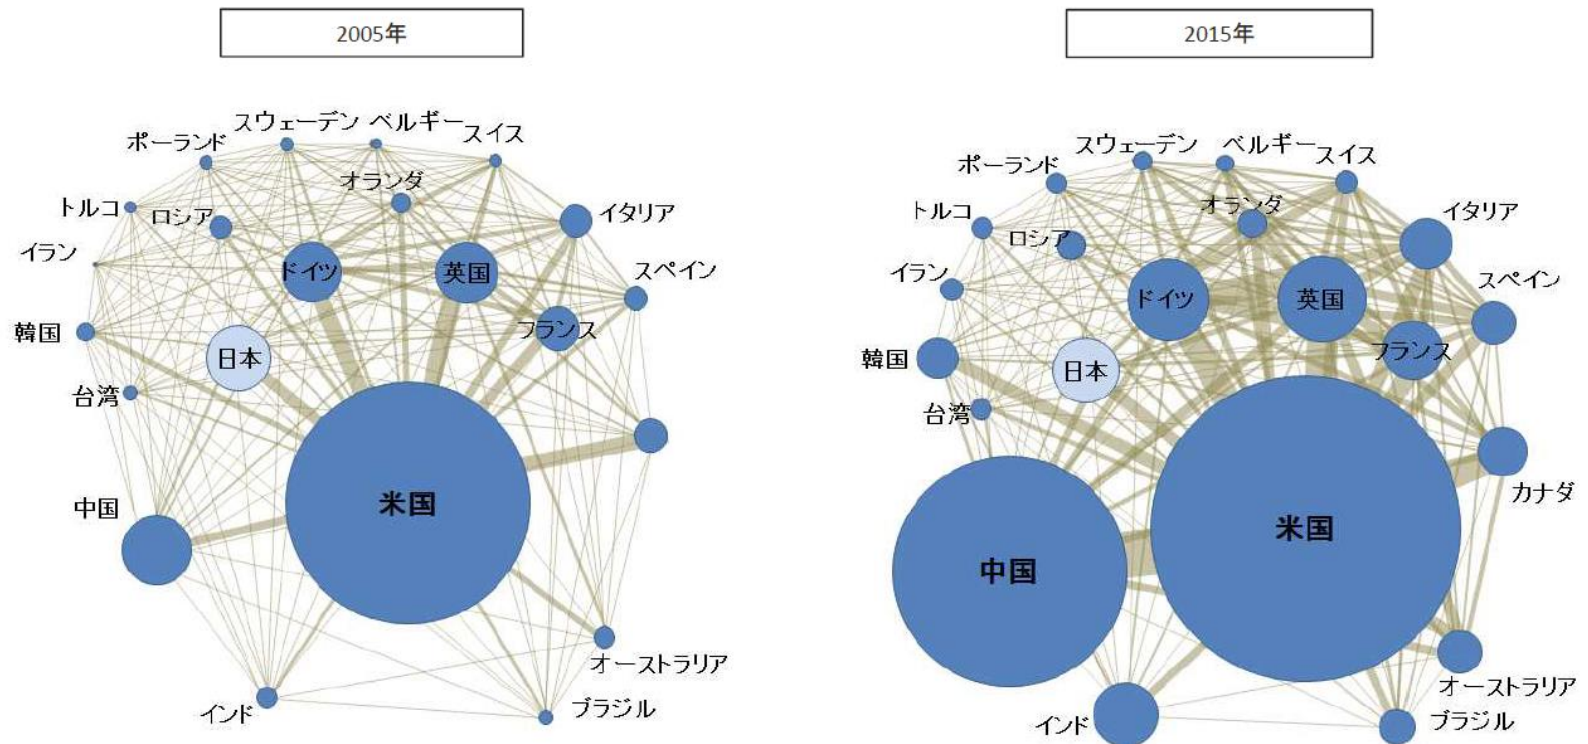 2005年
スウェーデン
ベルギー
スイス
ポーランド
オランダ
トルコ
ロシア
イタリア
イラン
ドイツ
英国
スペイン
韓国
日本
フランス
台湾
中国
米国
オーストラリア
インド
ブラジル
2015年
スウェーデン
ベルギー
スイス
ポーランド
オランダ
トルコ
ロシア
イタリア
イラン
ドイツ
英国
スペイン
韓国
日本
フランス
台湾
カナダ
米国
中国
オーストラリア
インド
ブラジル